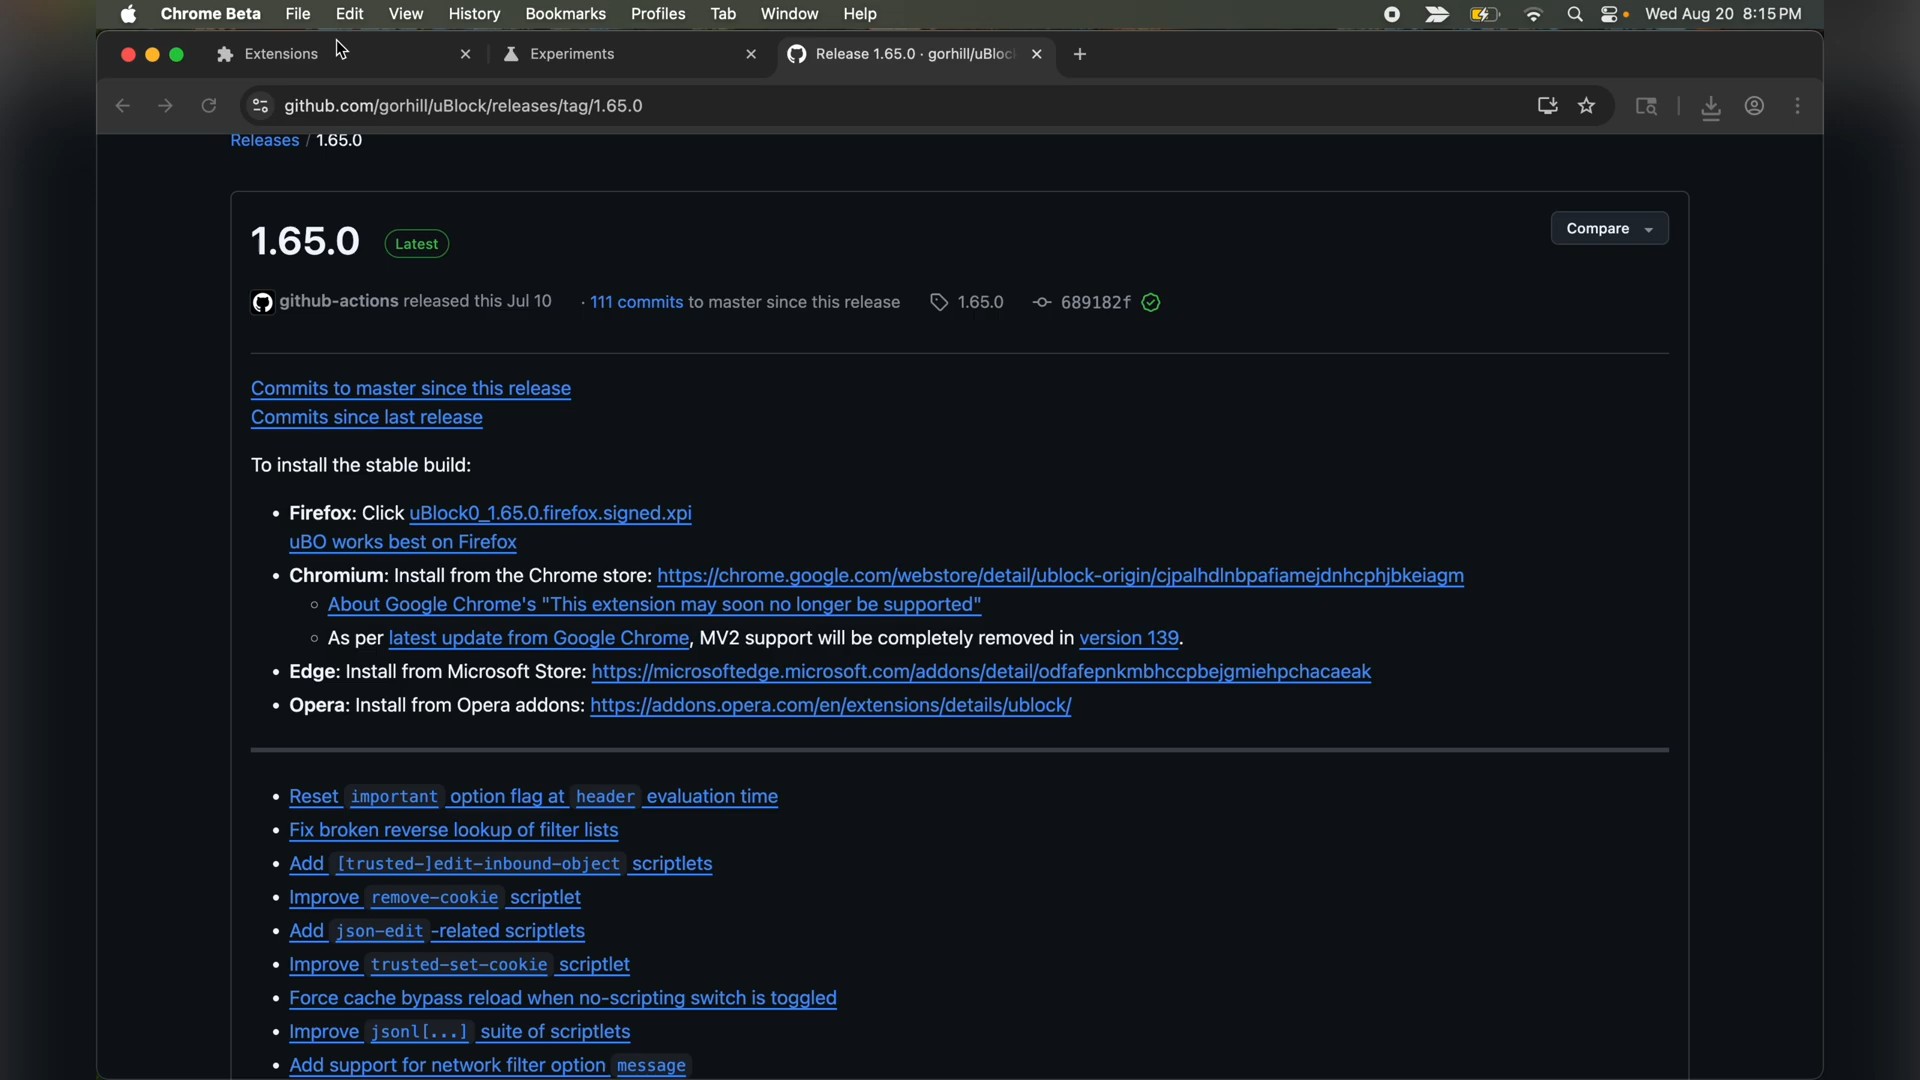 Chrome Beta File Edit View History Bookmarks Profiles Tab Window Help Wed Aug 20 8:15 PM
Extensions Experiments Release 1.65.0 · gorhill/uBloc
github.com/gorhill/uBlock/releases/tag/1.65.0
Releases / 1.65.0
1.65.0 Latest Compare
github-actions released this Jul 10 · 111 commits to master since this release 1.65.0 689182f
Commits to master since this release
Commits since last release
To install the stable build:
• Firefox: Click uBlock0_1.65.0.firefox.signed.xpi
uBO works best on Firefox
• Chromium: Install from the Chrome store: https://chrome.google.com/webstore/detail/ublock-origin/cjpalhdlnbpafiamejdnhcphjbkeiagm
◦ About Google Chrome's "This extension may soon no longer be supported"
◦ As per latest update from Google Chrome, MV2 support will be completely removed in version 139.
• Edge: Install from Microsoft Store: https://microsoftedge.microsoft.com/addons/detail/odfafepnkmbhccpbejgmiehpchacaeak
• Opera: Install from Opera addons: https://addons.opera.com/en/extensions/details/ublock/
• Reset important option flag at header evaluation time
• Fix broken reverse lookup of filter lists
• Add [trusted-]edit-inbound-object scriptlets
• Improve remove-cookie scriptlet
• Add json-edit -related scriptlets
• Improve trusted-set-cookie scriptlet
• Force cache bypass reload when no-scripting switch is toggled
• Improve jsonl[...] suite of scriptlets
• Add support for network filter option message